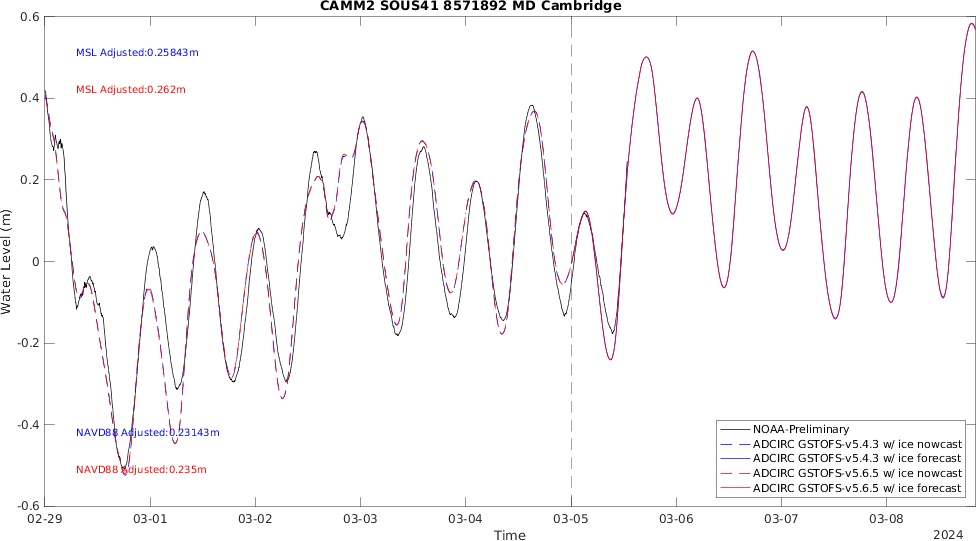 CAMM2 SOUS41 8571892 MD Cambridge
0.6
MSL Adjusted:0.25843m
MSL Adjusted:0.262m
0.4
0.2
0
-0.2
-0.4
-0.6
Water Level (m)
NAVD88 Adjusted:0.23143m
NAVD88 Adjusted:0.235m
NOAA-Preliminary
ADCIRC GSTOFS-v5.4.3 w/ ice nowcast
ADCIRC GSTOFS-v5.4.3 w/ ice forecast
ADCIRC GSTOFS-v5.6.5 w/ ice nowcast
ADCIRC GSTOFS-v5.6.5 w/ ice forecast
02-29 03-01 03-02 03-03 03-04 03-05 03-06 03-07 03-08
Time
2024